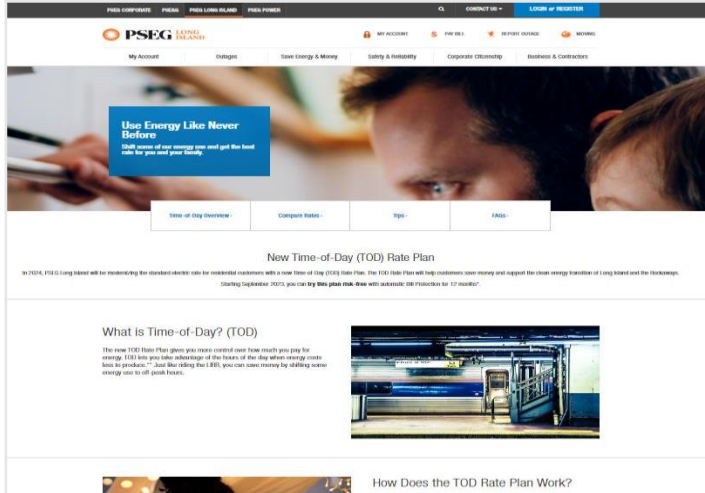 PSEG CORPORATE PSE&G PSEG LONG ISLAND PSEG POWER CONTACT US LOGIN or REGISTER
PSEG LONG ISLAND MY ACCOUNT PAY BILL REPORT OUTAGE MOVING
My Account Outages Save Energy & Money Safety & Reliability Corporate Citizenship Business & Contractors
Use Energy Like Never
Before
Shift some of our energy use and get the best
rate for you and your family.
Time-of-Day Overview Compare Rates Tips FAQs
New Time-of-Day (TOD) Rate Plan
In 2024, PSEG Long Island will be modernizing the standard electric rate for residential customers with a new Time-of-Day (TOD) Rate Plan. The TOD Rate Plan will help customers save money and support the clean energy transition of Long Island and the Rockaways.
Starting September 2023, you can try this plan risk-free with automatic Bill Protection for 12 months*.
What is Time-of-Day? (TOD)
The new TOD Rate Plan gives you more control over how much you pay for
energy. TOD lets you take advantage of the hours of the day when energy costs
less to produce.** Just like riding the LIRR, you can save money by shifting some
energy use to off-peak hours.
How Does the TOD Rate Plan Work?